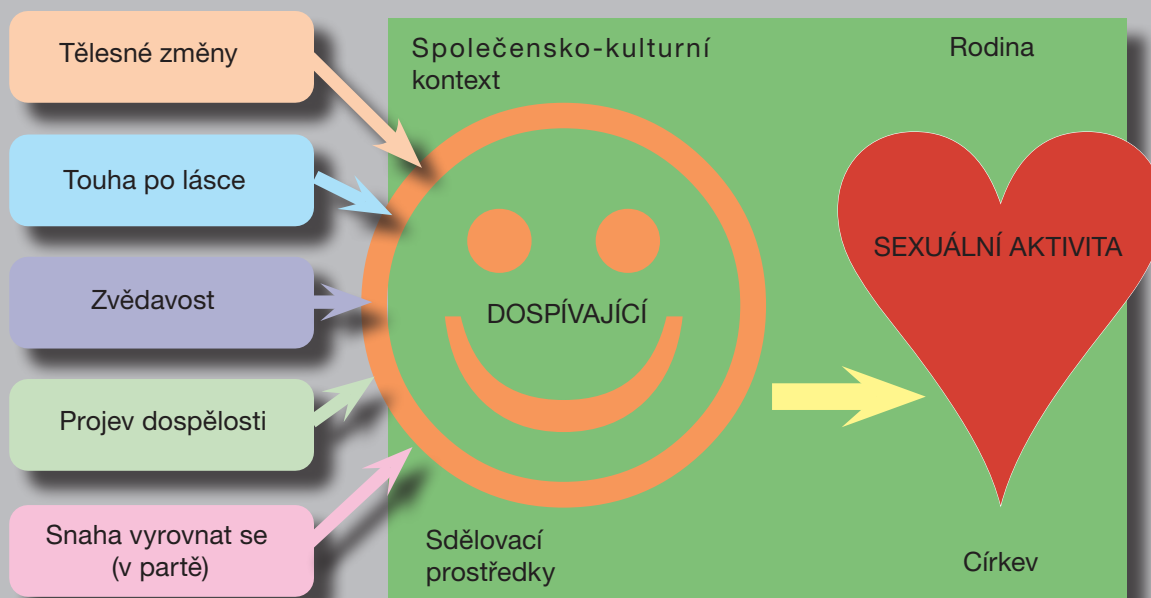 Tělesné změny
Touha po lásce
Zvědavost
Projev dospělosti
Snaha vyrovnat se
(v partě)
Společensko-kulturní
kontext
Rodina
DOSPÍVAJÍCÍ
SEXUÁLNÍ AKTIVITA
Sdělovací
prostředky
Církev